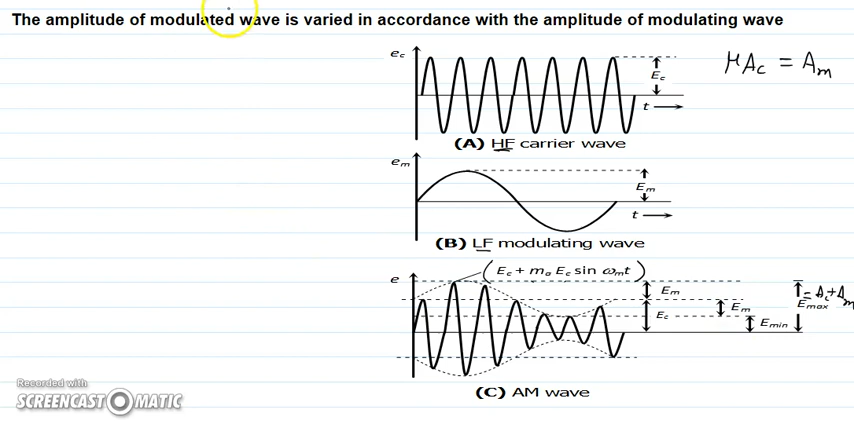 The amplitude of modulated wave is varied in accordance with the amplitude of modulating wave
e_c
E_c
t
μA_c = A_m
(A) HF carrier wave
e_m
E_m
t
(B) LF modulating wave
(E_c + m_a E_c sin ω_m t)
e
E_m
E_c
E_m
E_min
= A_c + A_m
E_max
(C) AM wave
Recorded with
SCREENCAST MATIC